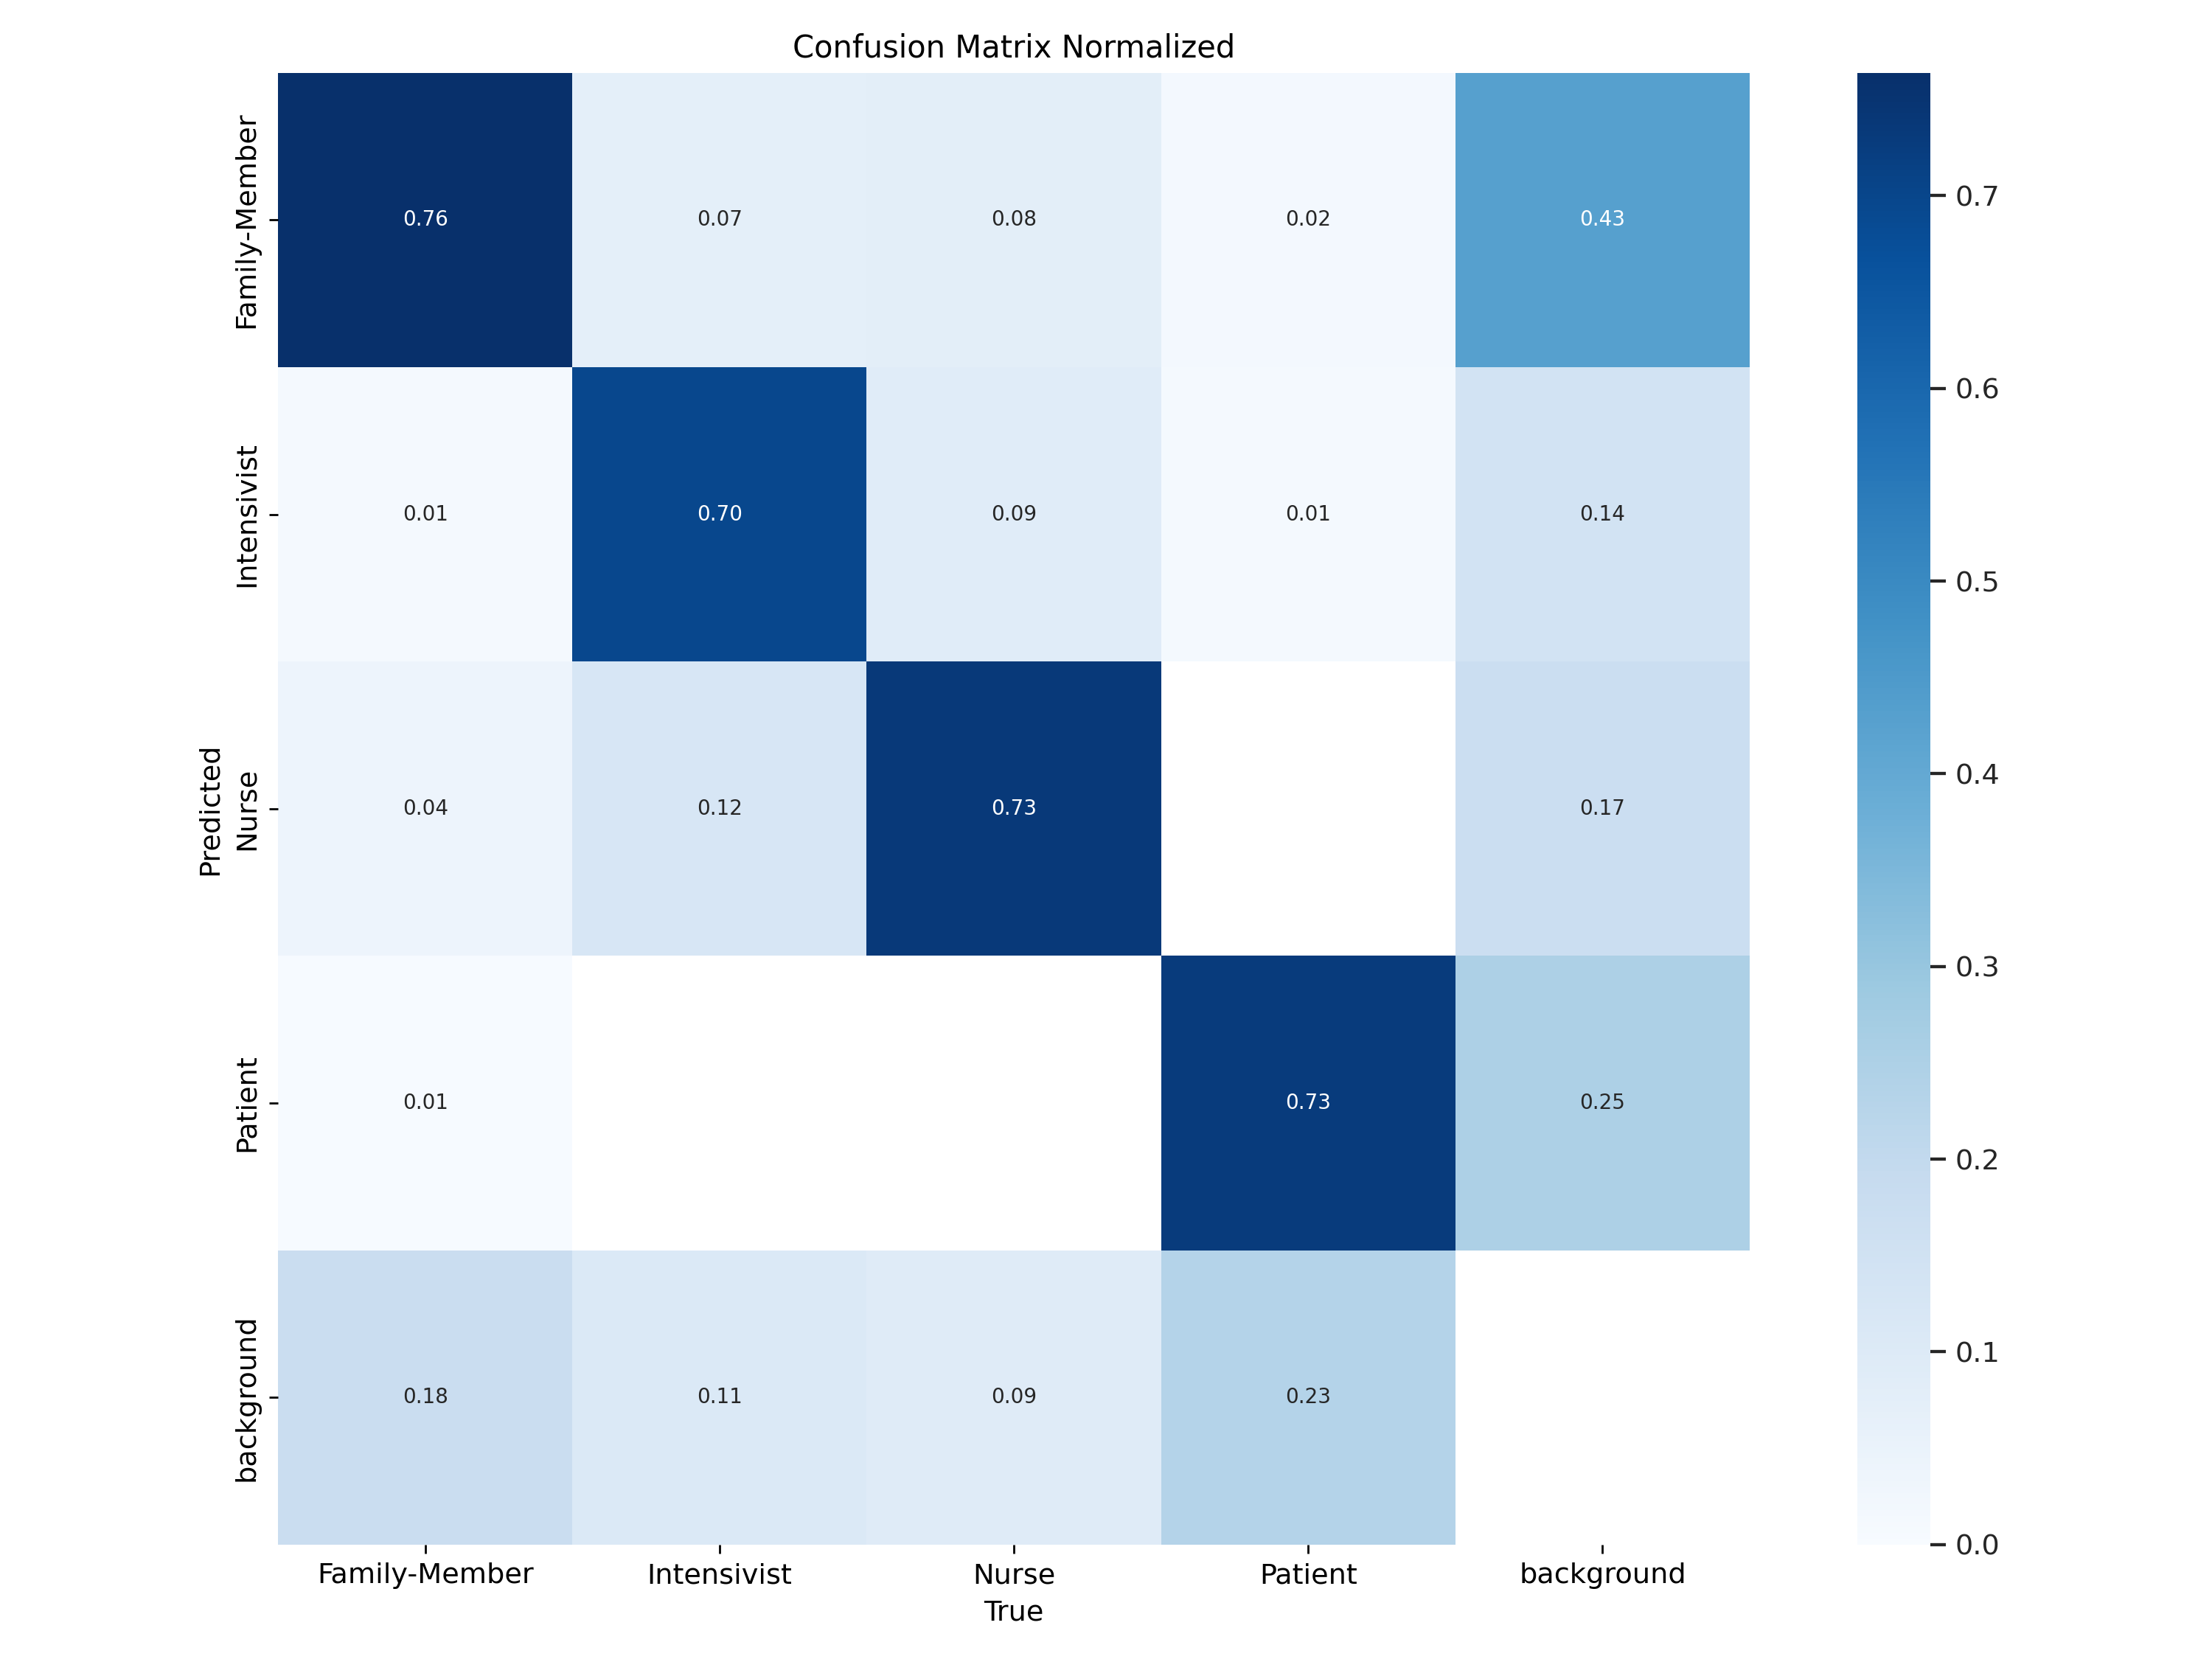 Confusion Matrix Normalized
Predicted
Family-Member
0.76
0.07
0.08
0.02
0.43
Intensivist
0.01
0.70
0.09
0.01
0.14
Nurse
0.04
0.12
0.73
0.17
Patient
0.01
0.73
0.25
background
0.18
0.11
0.09
0.23
Family-Member
Intensivist
Nurse
Patient
background
True
0.7
0.6
0.5
0.4
0.3
0.2
0.1
0.0